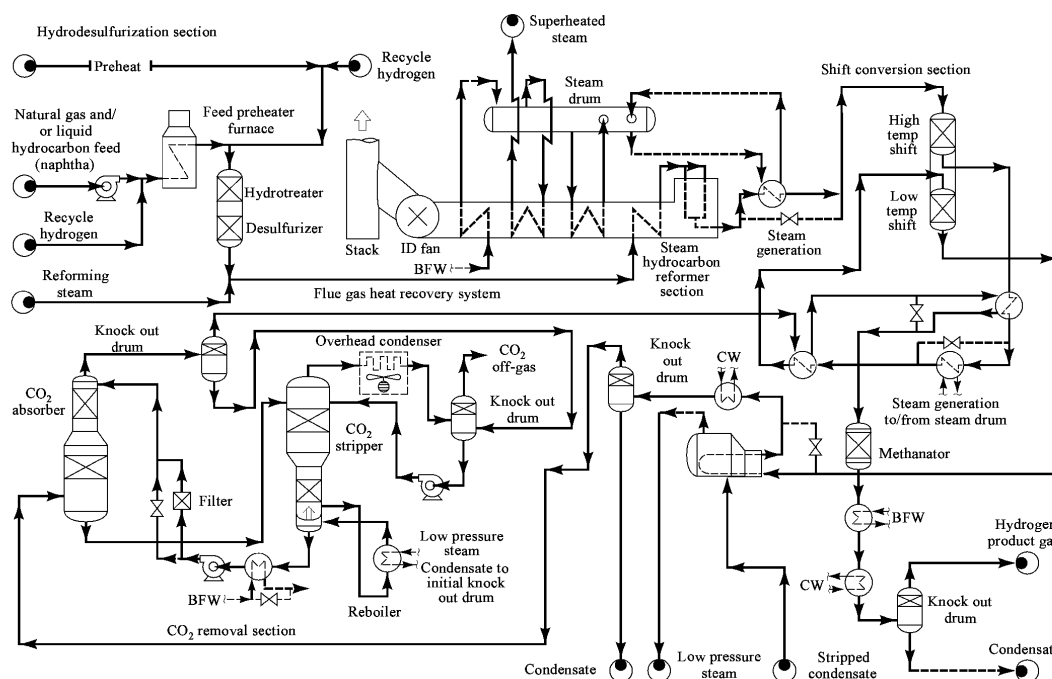 Hydrodesulfurization section
Preheat
Recycle
hydrogen
Natural gas and/
or liquid
hydrocarbon feed
(naphtha)
Feed preheater
furnace
Recycle
hydrogen
Reforming
steam
Hydrotreater
Desulfurizer
Superheated
steam
Steam
drum
Stack
ID fan
BFW
Steam
hydrocarbon
reformer
section
Flue gas heat recovery system
Steam
generation
Shift conversion section
High
temp
shift
Low
temp
shift
Knock out
drum
CO2
absorber
Overhead condenser
CO2
off-gas
Knock out
drum
CO2
stripper
Filter
BFW
Reboiler
Low pressure
steam
Condensate to
initial knock
out drum
CO2 removal section
Knock
out
drum
CW
Steam generation
to/from steam drum
Methanator
BFW
CW
Hydrogen
product ga
Knock out
drum
Condensat
Condensate
Low pressure
steam
Stripped
condensate